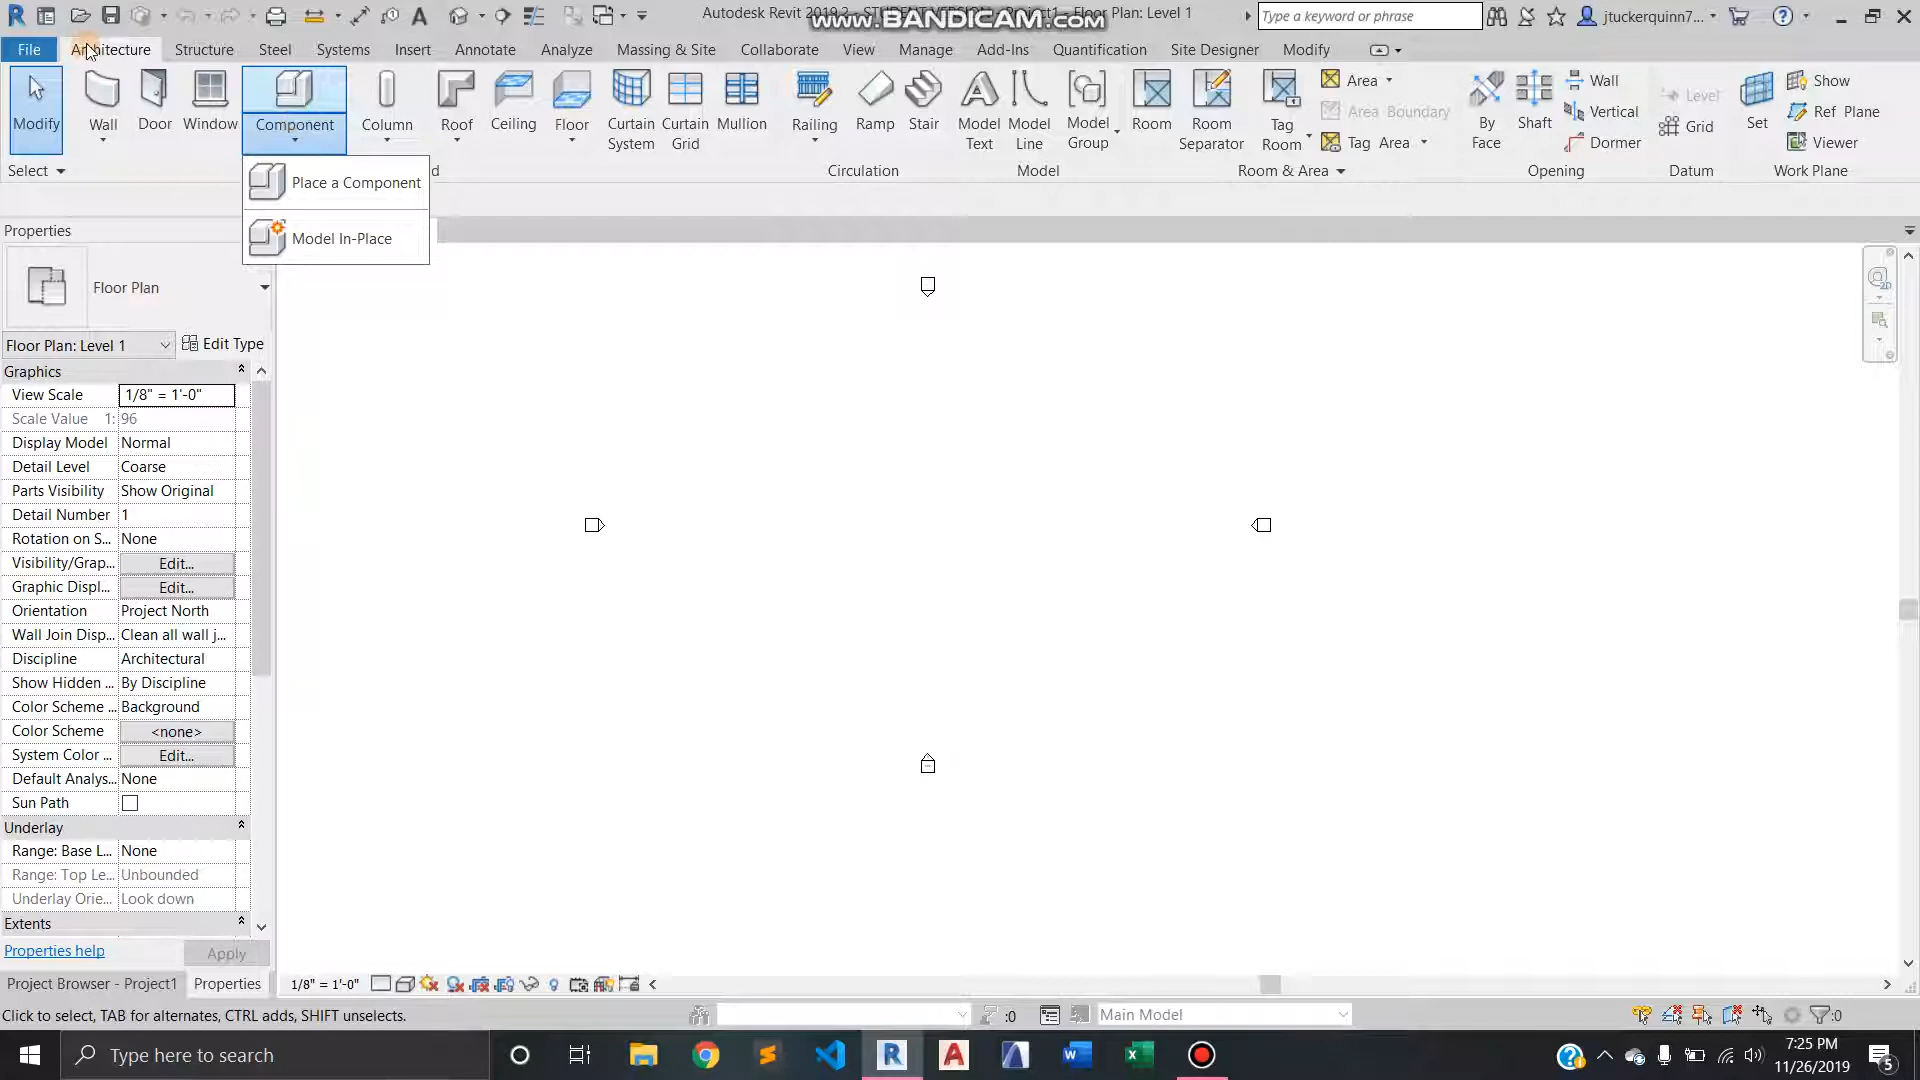 Autodesk Revit 2019.2 - STUDENT VERSION - Project1 - Floor Plan: Level 1
www.BANDICAM.com
Type a keyword or phrase
jtuckerquinn7...
File Architecture Structure Steel Systems Insert Annotate Analyze Massing & Site Collaborate View Manage Add-Ins Quantification Site Designer Modify
Modify Wall Door Window Component Column Roof Ceiling Floor Curtain System Curtain Grid Mullion Railing Ramp Stair Model Text Model Line Model Group Room Room Separator Tag Room
Area
Area Boundary
Tag Area
By Face Shaft
Wall
Vertical
Dormer
Level
Grid
Set
Show
Ref Plane
Viewer
Select Circulation Model Room & Area Opening Datum Work Plane
Place a Component
Model In-Place
Properties
Floor Plan
Floor Plan: Level 1 Edit Type
Graphics
View Scale 1/8" = 1'-0"
Scale Value 1: 96
Display Model Normal
Detail Level Coarse
Parts Visibility Show Original
Detail Number 1
Rotation on S... None
Visibility/Grap... Edit...
Graphic Displ... Edit...
Orientation Project North
Wall Join Disp... Clean all wall j...
Discipline Architectural
Show Hidden ... By Discipline
Color Scheme ... Background
Color Scheme <none>
System Color ... Edit...
Default Analys... None
Sun Path
Underlay
Range: Base L... None
Range: Top Le... Unbounded
Underlay Orie... Look down
Extents
Properties help Apply
Project Browser - Project1 Properties 1/8" = 1'-0"
Click to select, TAB for alternates, CTRL adds, SHIFT unselects. :0 Main Model :0
Type here to search
7:25 PM
11/26/2019
5